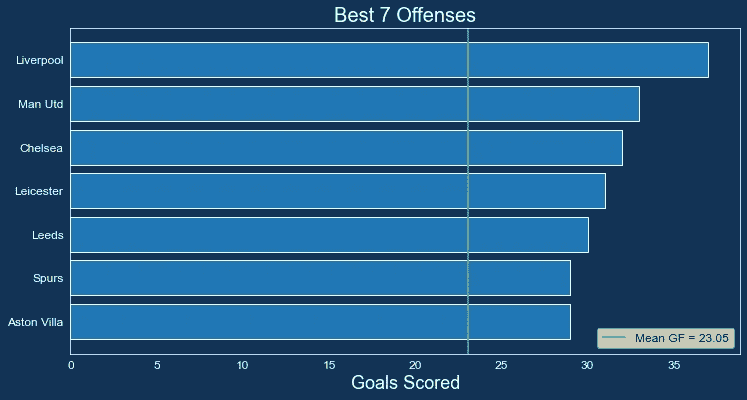 Best 7 Offenses
Liverpool
Man Utd
Chelsea
Leicester
Leeds
Spurs
Aston Villa
Mean GF = 23.05
0 5 10 15 20 25 30 35
Goals Scored